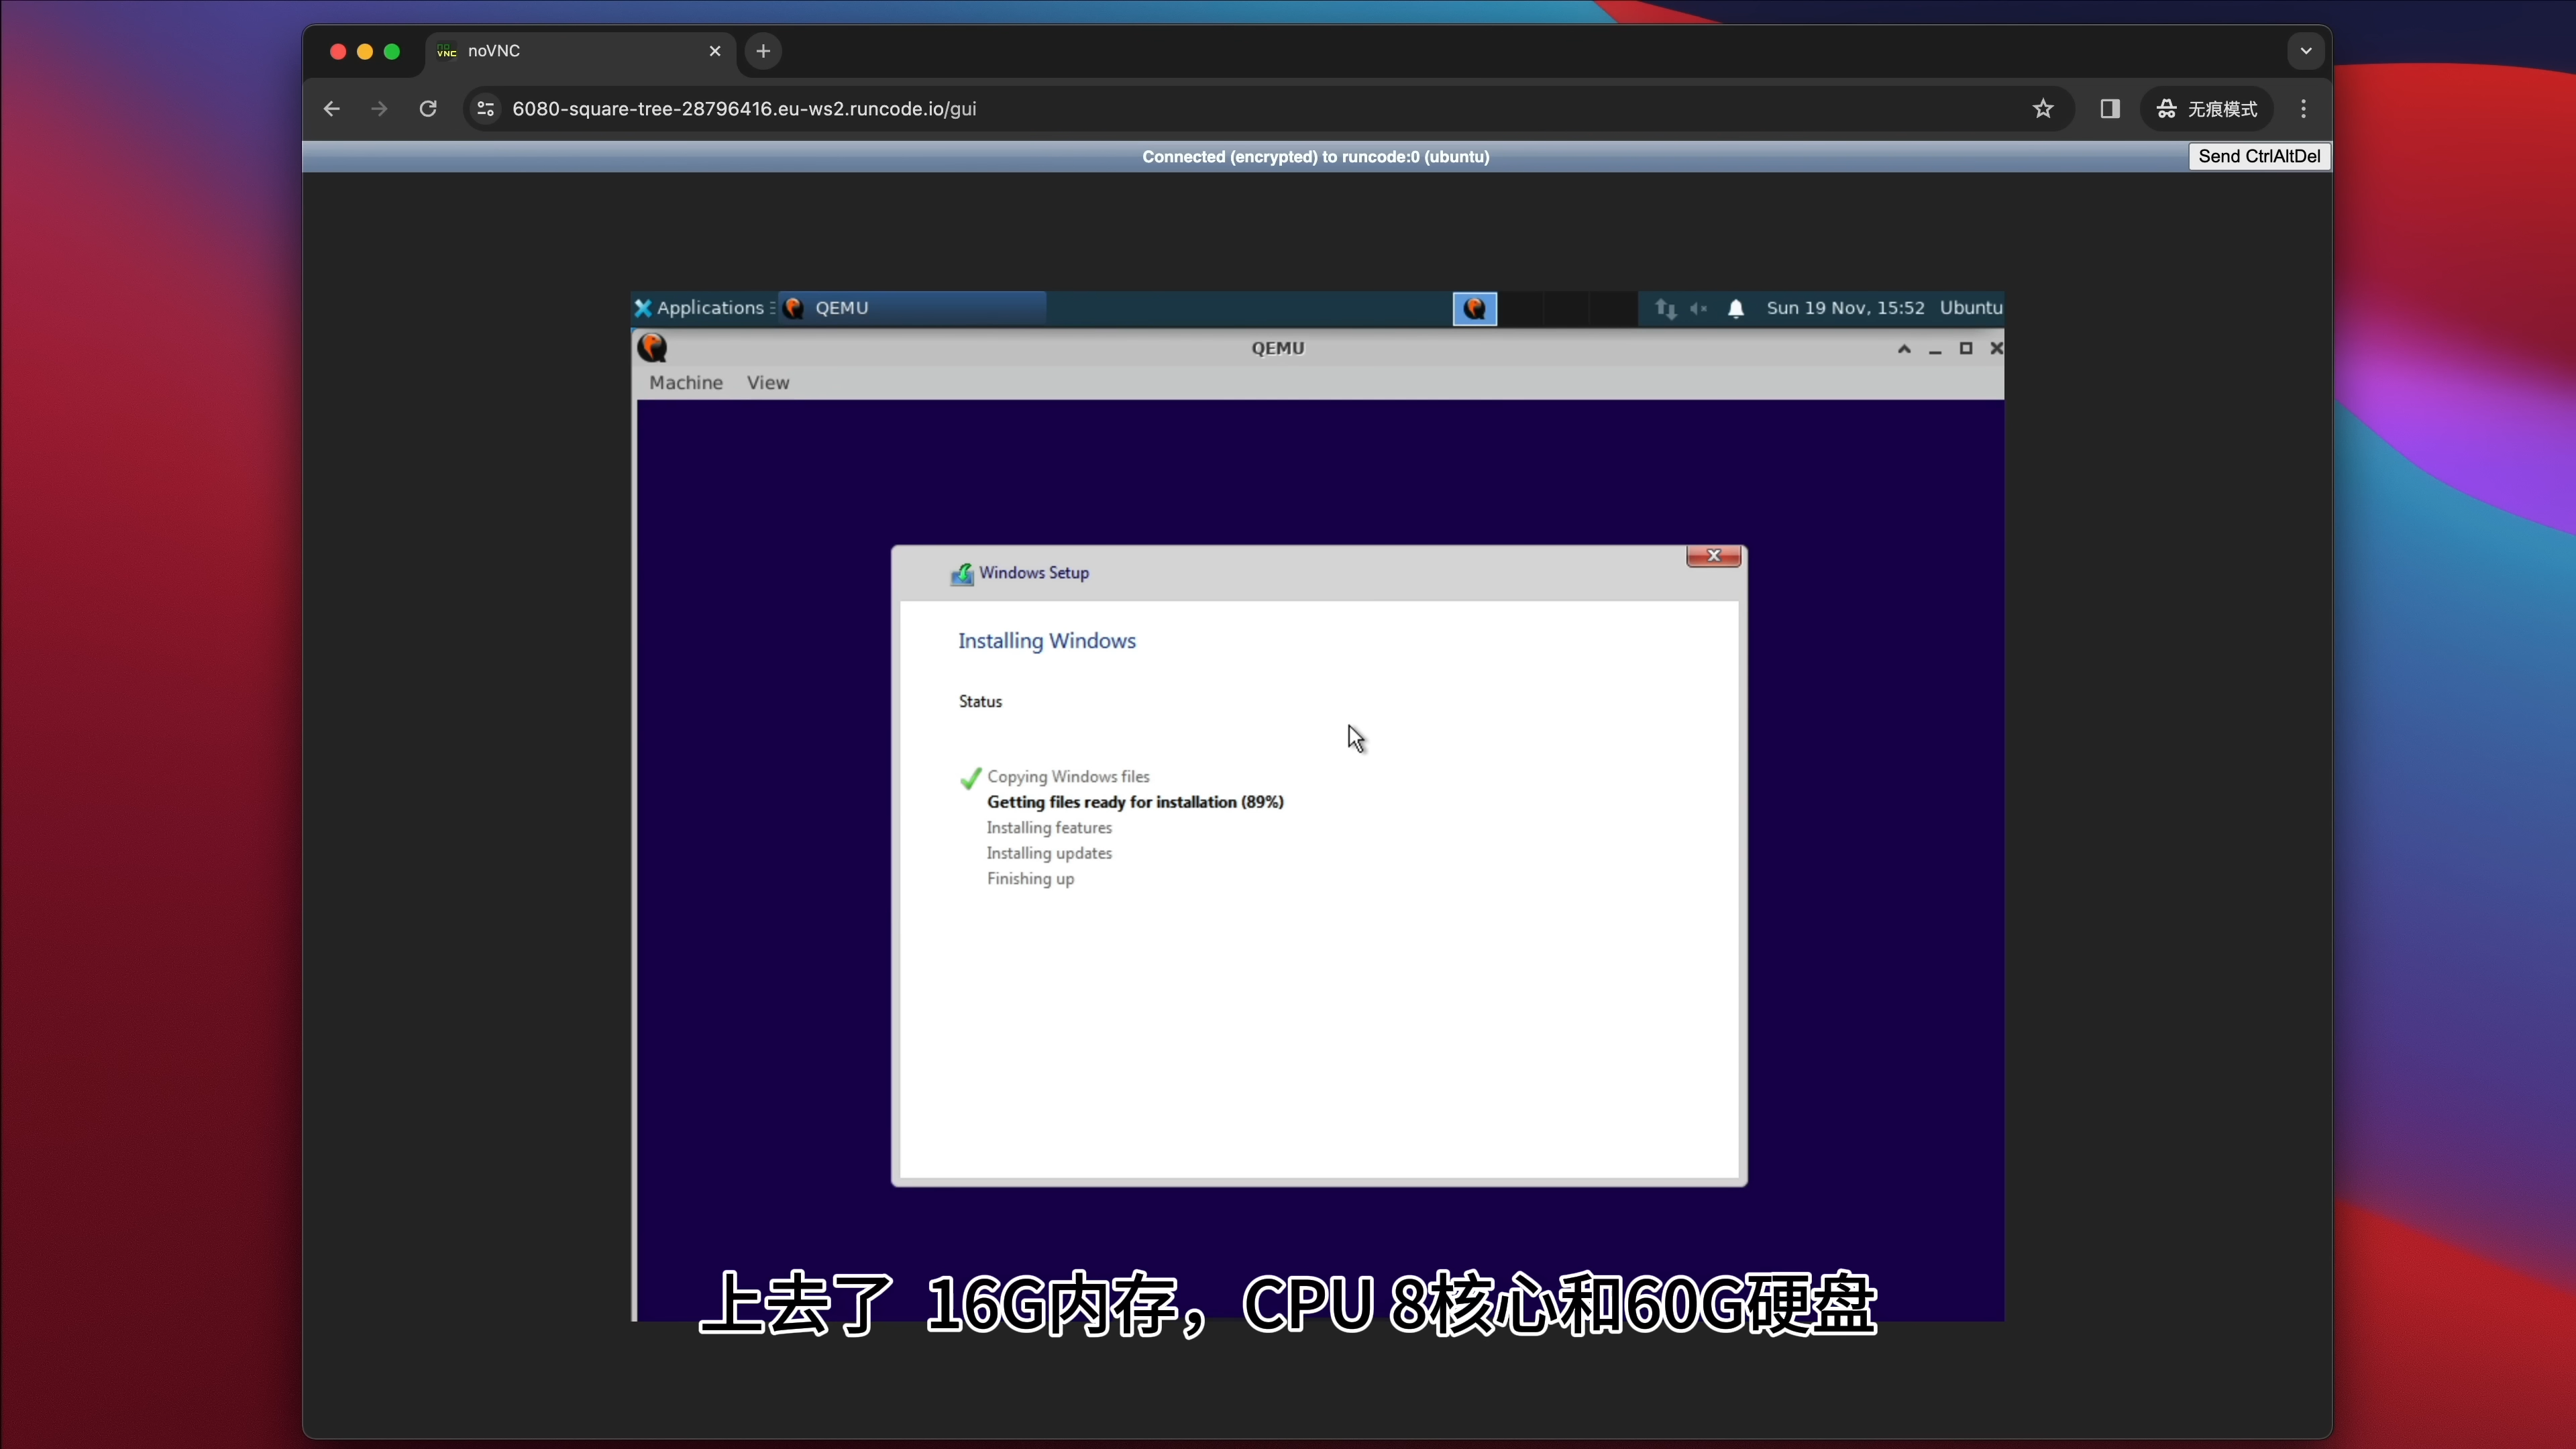 noVNC
6080-square-tree-28796416.eu-ws2.runcode.io/gui
无痕模式
Connected (encrypted) to runcode:0 (ubuntu)
Send CtrlAltDel
Applications
QEMU
Sun 19 Nov, 15:52
Ubuntu
QEMU
Machine View
Windows Setup
Installing Windows
Status
Copying Windows files
Getting files ready for installation (89%)
Installing features
Installing updates
Finishing up
上去了 16G内存，CPU 8核心和60G硬盘